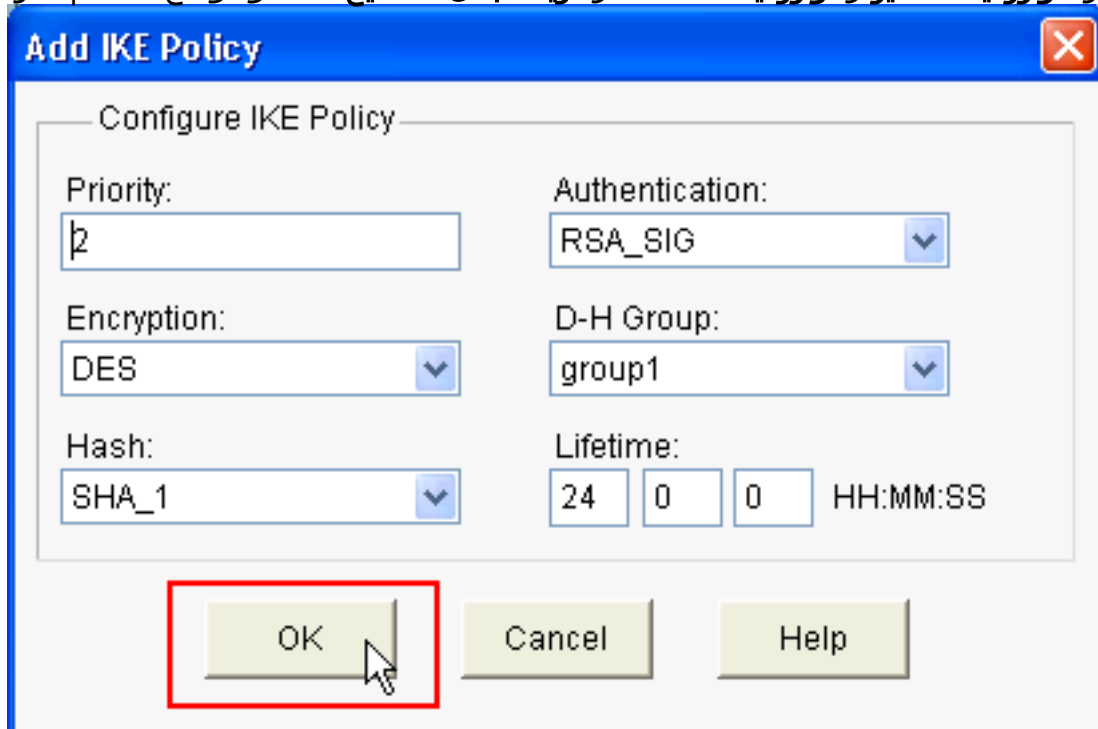 Add IKE Policy
Configure IKE Policy
Priority:
2
Authentication:
RSA_SIG
Encryption:
DES
D-H Group:
group1
Hash:
SHA_1
Lifetime:
24 0 0 HH:MM:SS
OK
Cancel
Help